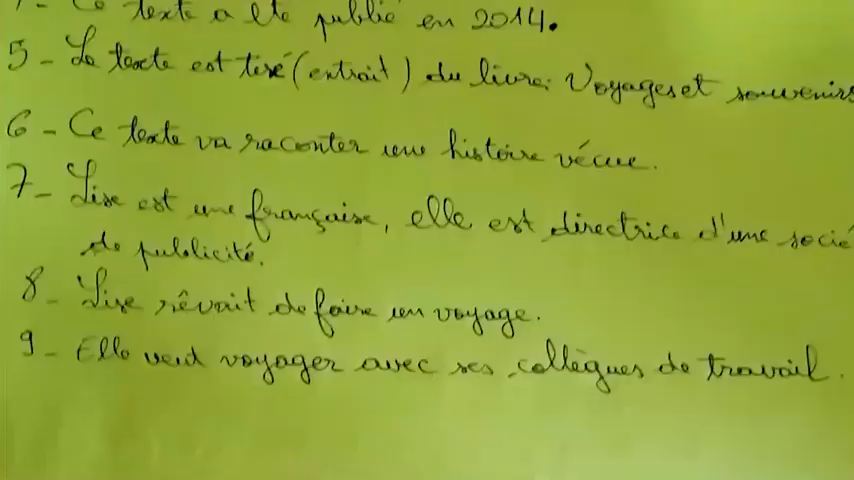 Ce texte a été publié en 2014.
5 - Le texte est tiré (extrait) du livre: Voyages et souvenirs
6 - Ce texte va raconter une histoire vécue.
7 - Lise est une française, elle est directrice d'une socié
de publicité.
8 - Lise rêvait de faire un voyage.
9 - Elle veut voyager avec ses collègues de travail.